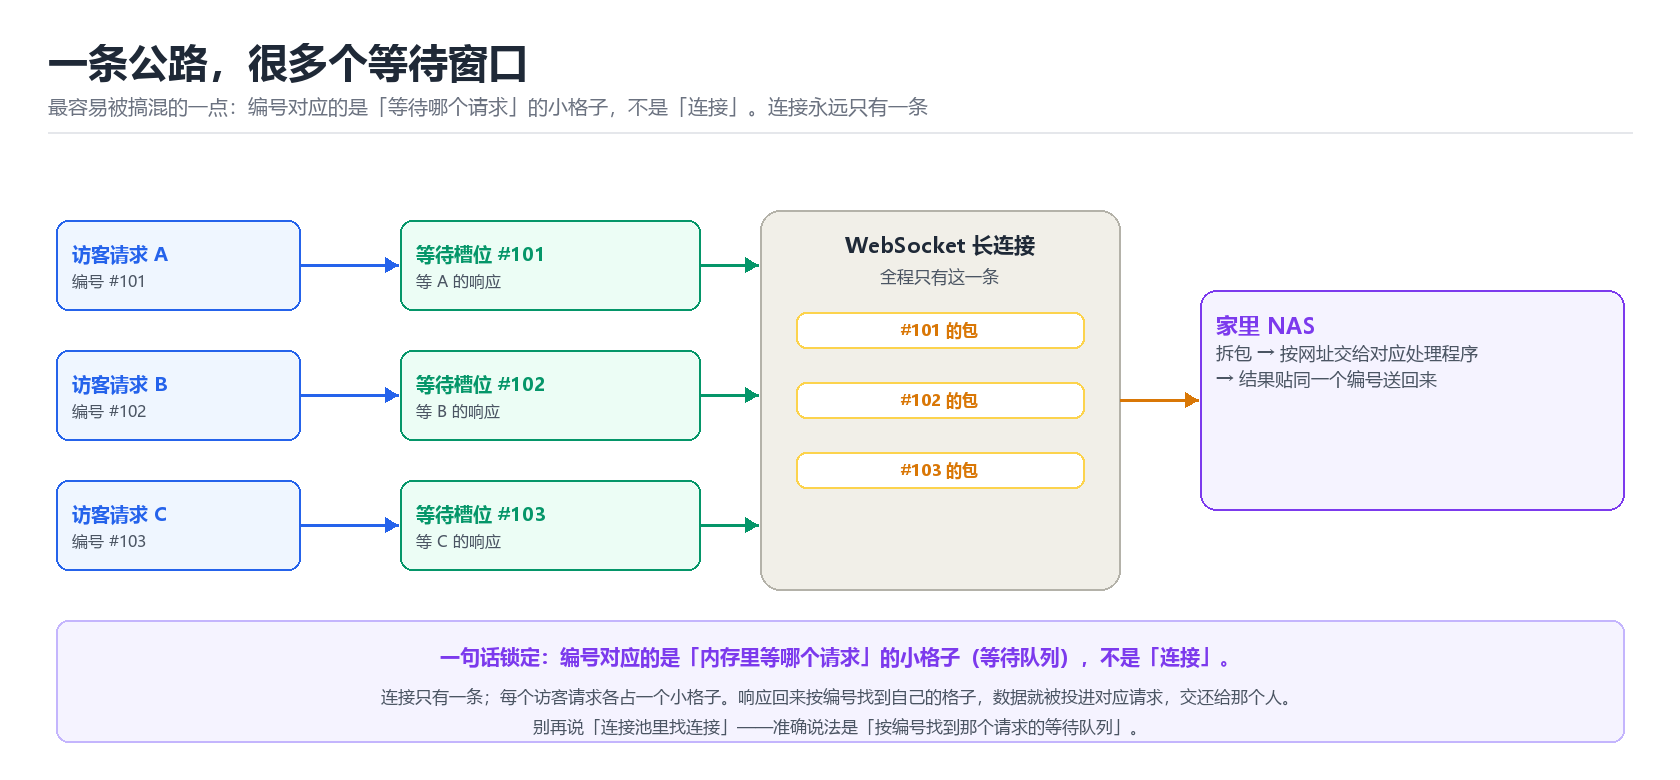 一条公路，很多个等待窗口
最容易被搞混的一点：编号对应的是「等待哪个请求」的小格子，不是「连接」。连接永远只有一条
访客请求 A
编号 #101
等待槽位 #101
等 A 的响应
访客请求 B
编号 #102
等待槽位 #102
等 B 的响应
访客请求 C
编号 #103
等待槽位 #103
等 C 的响应
WebSocket 长连接
全程只有这一条
#101 的包
#102 的包
#103 的包
家里 NAS
拆包 → 按网址交给对应处理程序
→ 结果贴同一个编号送回来
一句话锁定：编号对应的是「内存里等哪个请求」的小格子（等待队列），不是「连接」。
连接只有一条；每个访客请求各占一个小格子。响应回来按编号找到自己的格子，数据就被投进对应请求，交还给那个人。
别再说「连接池里找连接」——准确说法是「按编号找到那个请求的等待队列」。